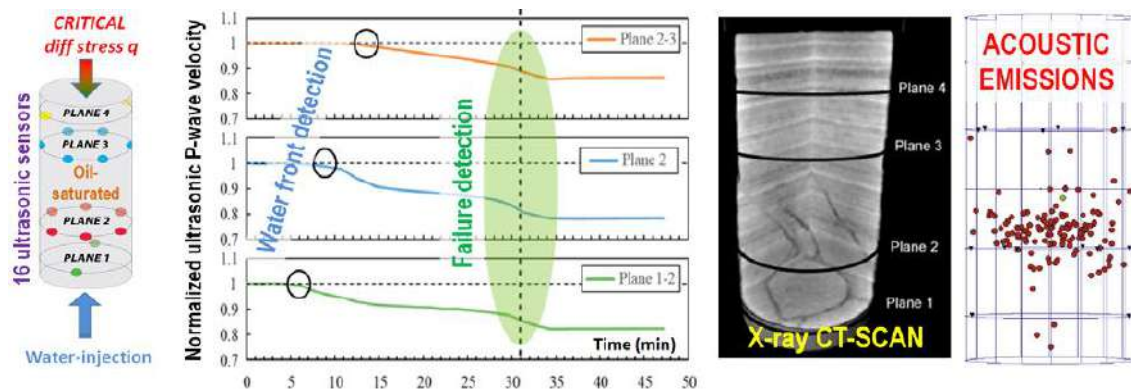 CRITICAL
diff stress q
16 ultrasonic sensors
PLANE 4
PLANE 3
Oil-
saturated
PLANE 2
PLANE 1
Water-injection
Normalized ultrasonic P-wave velocity
1.1
1
0.9
0.8
0.7
Plane 2-3
1.1
1
0.9
0.8
0.7
Plane 2
1.1
1
0.9
0.8
0.7
Plane 1-2
Water front detection
Failure detection
Time (min)
0 5 10 15 20 25 30 35 40 45 50
Plane 4
Plane 3
Plane 2
Plane 1
X-ray CT-SCAN
ACOUSTIC
EMISSIONS